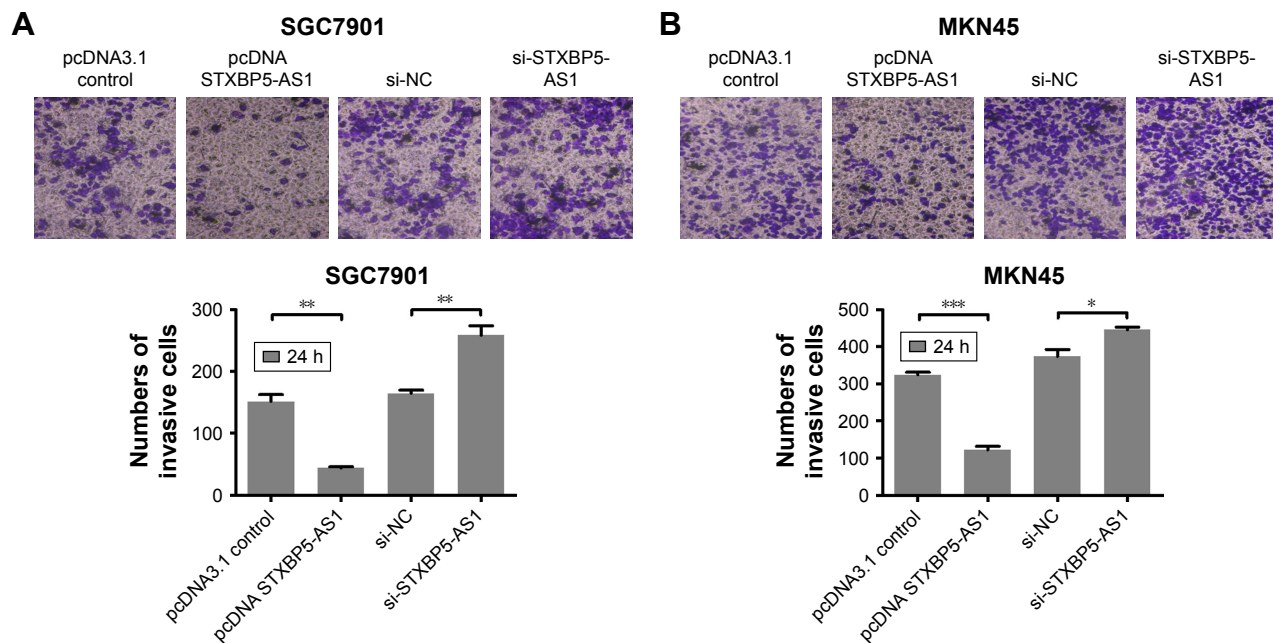 A
SGC7901
pcDNA3.1
control
pcDNA
STXBP5-AS1
si-NC
si-STXBP5-
AS1
SGC7901
Numbers of
invasive cells
300
200
100
0
24 h
**
**
pcDNA3.1 control
pcDNA STXBP5-AS1
si-NC
si-STXBP5-AS1
B
MKN45
pcDNA3.1
control
pcDNA
STXBP5-AS1
si-NC
si-STXBP5-
AS1
MKN45
Numbers of
invasive cells
500
400
300
200
100
0
24 h
***
*
pcDNA3.1 control
pcDNA STXBP5-AS1
si-NC
si-STXBP5-AS1